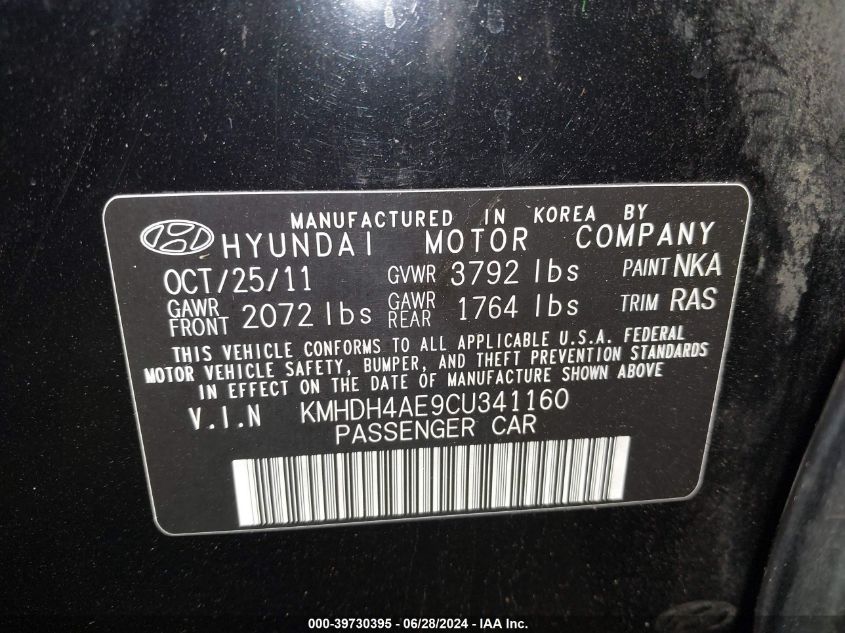 MANUFACTURED IN KOREA BY
HYUNDAI MOTOR COMPANY
OCT/25/11 GVWR 3792 lbs PAINT NKA
GAWR FRONT 2072 lbs GAWR REAR 1764 lbs TRIM RAS
THIS VEHICLE CONFORMS TO ALL APPLICABLE U.S.A. FEDERAL
MOTOR VEHICLE SAFETY, BUMPER, AND THEFT PREVENTION STANDARDS
IN EFFECT ON THE DATE OF MANUFACTURE SHOWN ABOVE
V.I.N KMHDH4AE9CU341160
PASSENGER CAR
000-39730395 - 06/28/2024 - IAA Inc.